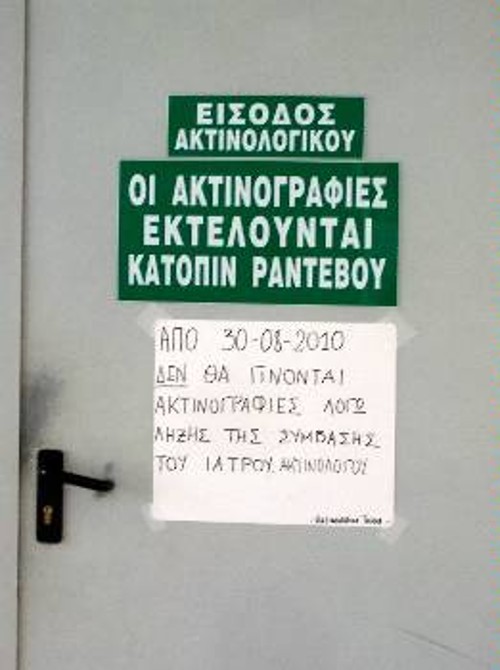 ΕΙΣΟΔΟΣ
ΑΚΤΙΝΟΛΟΓΙΚΟΥ
ΟΙ ΑΚΤΙΝΟΓΡΑΦΙΕΣ
ΕΚΤΕΛΟΥΝΤΑΙ
ΚΑΤΟΠΙΝ ΡΑΝΤΕΒΟΥ
ΑΠΟ 30-08-2010
ΔΕΝ ΘΑ ΓΙΝΟΝΤΑΙ
ΑΚΤΙΝΟΓΡΑΦΙΕΣ ΛΟΓΩ
ΛΗΞΗΣ ΤΗΣ ΣΥΜΒΑΣΗΣ
ΤΟΥ ΙΑΤΡΟΥ ΑΚΤΙΝΟΛΟΓΟΥ